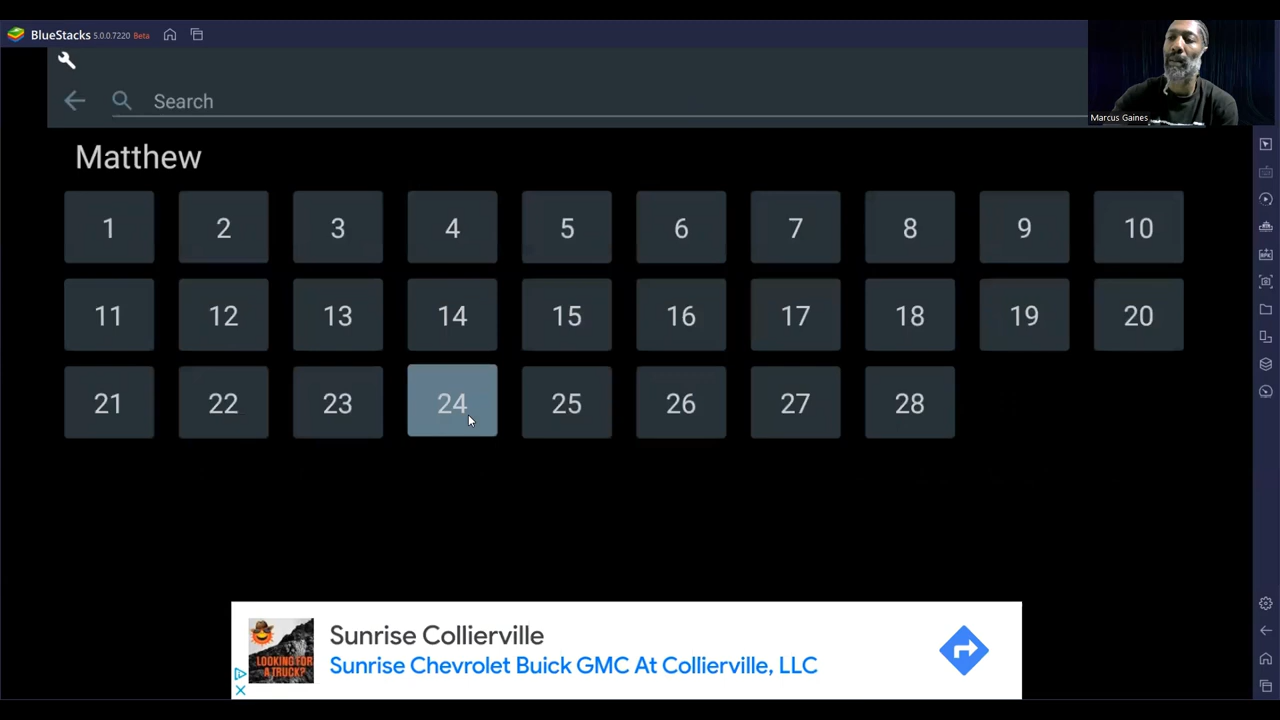 BlueStacks 5.0.0.7220 Beta
Search
Marcus Gaines
Matthew
1 2 3 4 5 6 7 8 9 10
11 12 13 14 15 16 17 18 19 20
21 22 23 24 25 26 27 28
LOOKING FOR
A TRUCK?
Sunrise Collierville
Sunrise Chevrolet Buick GMC At Collierville, LLC